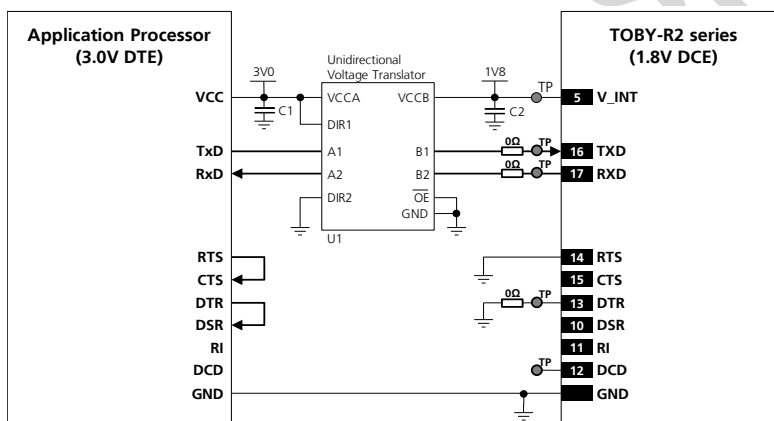 Application Processor
(3.0V DTE)
TOBY-R2 series
(1.8V DCE)
Unidirectional
Voltage Translator
3V0
1V8
TP
VCC
C1
VCCA
VCCB
C2
5
V_INT
DIR1
TxD
A1
B1
0Ω
TP
16
TXD
RxD
A2
B2
0Ω
TP
17
RXD
DIR2
OE
GND
U1
RTS
14
RTS
CTS
15
CTS
DTR
0Ω
TP
13
DTR
DSR
10
DSR
RI
11
RI
DCD
TP
12
DCD
GND
GND